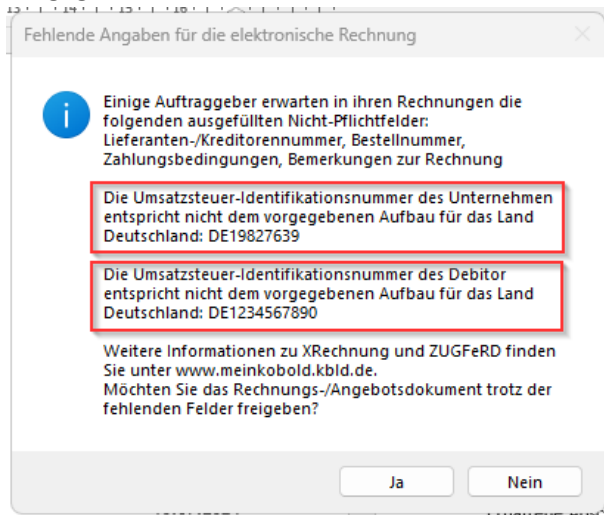 13 · 14 · 15 · 16
Fehlende Angaben für die elektronische Rechnung
Einige Auftraggeber erwarten in ihren Rechnungen die
folgenden ausgefüllten Nicht-Pflichtfelder:
Lieferanten-/Kreditorennummer, Bestellnummer,
Zahlungsbedingungen, Bemerkungen zur Rechnung
Die Umsatzsteuer-Identifikationsnummer des Unternehmen
entspricht nicht dem vorgegebenen Aufbau für das Land
Deutschland: DE19827639
Die Umsatzsteuer-Identifikationsnummer des Debitor
entspricht nicht dem vorgegebenen Aufbau für das Land
Deutschland: DE1234567890
Weitere Informationen zu XRechnung und ZUGFeRD finden
Sie unter www.meinkobold.kbld.de.
Möchten Sie das Rechnungs-/Angebotsdokument trotz der
fehlenden Felder freigeben?
Ja
Nein